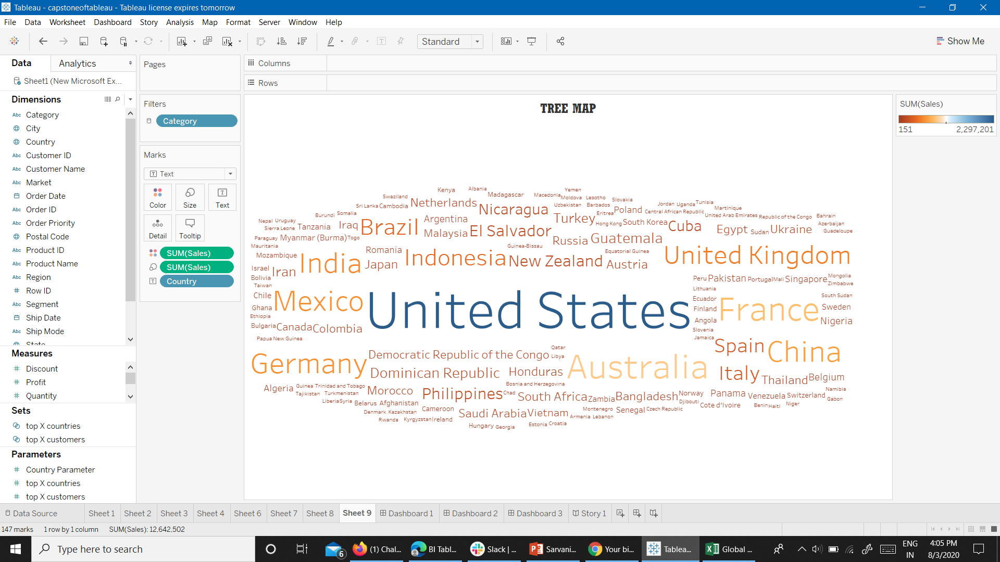 Tableau - capstoneoftableau - Tableau license expires tomorrow
File Data Worksheet Dashboard Story Analysis Map Format Server Window Help
Standard
Show Me
Data Analytics
Sheet1 (New Microsoft Ex...
Dimensions
Abc Category
City
Country
Abc Customer ID
Abc Customer Name
Abc Market
Order Date
Abc Order ID
Abc Order Priority
Postal Code
Abc Product ID
Abc Product Name
Abc Region
# Row ID
Abc Segment
Ship Date
Abc Ship Mode
State
Measures
# Discount
# Profit
# Quantity
Sets
top X countries
top X customers
Parameters
# Country Parameter
# top X countries
# top X customers
Pages
Filters
Category
Marks
Text
Color Size Text
Detail Tooltip
SUM(Sales)
SUM(Sales)
Country
Columns
Rows
TREE MAP
Kenya Albania Madagascar Macedonia Yemen
Swaziland Moldova Lesotho Slovakia
Sri Lanka Cambodia Netherlands Nicaragua Uzbekistan Barbados Jordan Uganda Tunisia
Burundi Somalia Argentina Turkey Eritrea Poland Central African Republic Martinique
United Arab Emirates Republic of the Congo Bahrain
Nepal Uruguay Tanzania Iraq Brazil Malaysia El Salvador Hong Kong South Korea Cuba Egypt Sudan Ukraine Azerbaijan
Sierra Leone Guadeloupe
Paraguay Myanmar (Burma) Togo Russia Guatemala
Mauritania Romania Guinea-Bissau Equatorial Guinea
Mozambique India Japan Indonesia New Zealand Austria United Kingdom
Israel Iran
Bolivia Peru Pakistan Portugal Mali Singapore Mongolia
Taiwan Lithuania Zimbabwe
Chile Mexico United States Ecuador France South Sudan
Ghana Finland Sweden
Ethiopia Angola Nigeria
Bulgaria Canada Colombia Slovenia
Papua New Guinea Jamaica
Qatar Spain China
Germany Democratic Republic of the Congo Libya Australia
Dominican Republic Honduras Italy Thailand Belgium
Algeria Guinea Trinidad and Tobago Morocco Philippines Bosnia and Herzegovina
Tajikistan Turkmenistan Chad South Africa Zambia Bangladesh Norway Panama Venezuela Switzerland Namibia
Liberia Syria Belarus Afghanistan Djibouti Cote d'Ivoire Benin Haiti Niger Gabon
Denmark Kazakhstan Cameroon Saudi Arabia Vietnam Montenegro Senegal Czech Republic
Rwanda Kyrgyzstan Ireland Armenia Lebanon
Hungary Georgia Estonia Croatia
SUM(Sales)
151 2,297,201
Data Source Sheet 1 Sheet 2 Sheet 3 Sheet 4 Sheet 6 Sheet 7 Sheet 8 Sheet 9 Dashboard 1 Dashboard 2 Dashboard 3 Story 1
147 marks 1 row by 1 column SUM(Sales): 12,642,502
Type here to search
6
(1) Chal...
BI Tabl...
Slack | ...
Sarvani...
Your bi...
Tablea...
Global ...
ENG
IN
4:05 PM
8/3/2020